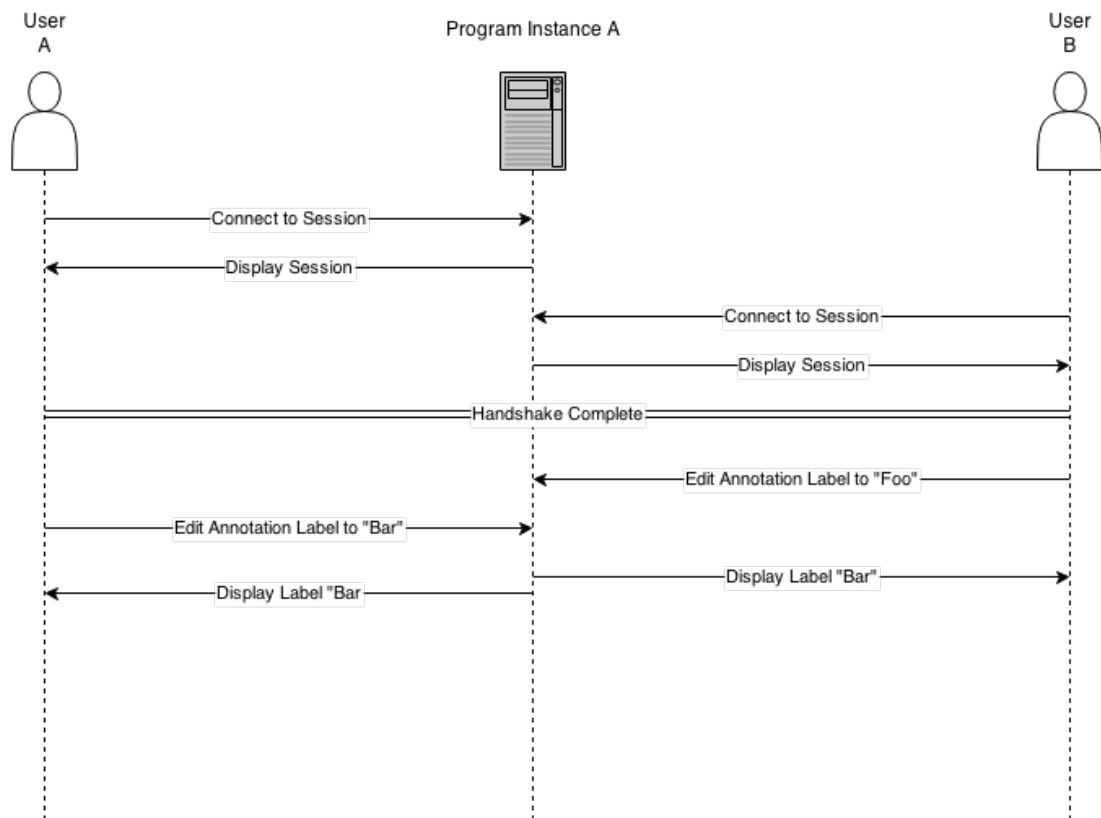 User
A
Program Instance A
User
B
Connect to Session
Display Session
Connect to Session
Display Session
Handshake Complete
Edit Annotation Label to "Foo"
Edit Annotation Label to "Bar"
Display Label "Bar"
Display Label "Bar